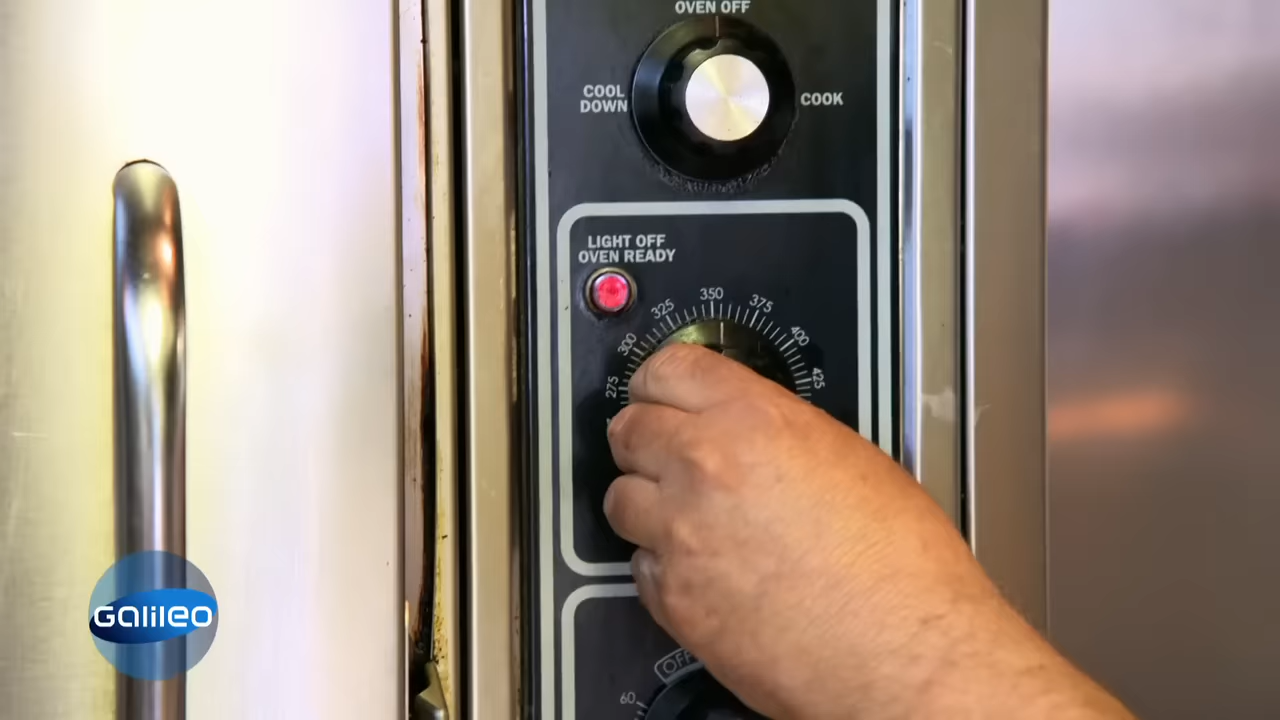 OVEN OFF
COOL
DOWN
COOK
LIGHT OFF
OVEN READY
350
325
375
300
400
275
425
OFF
60
Galileo